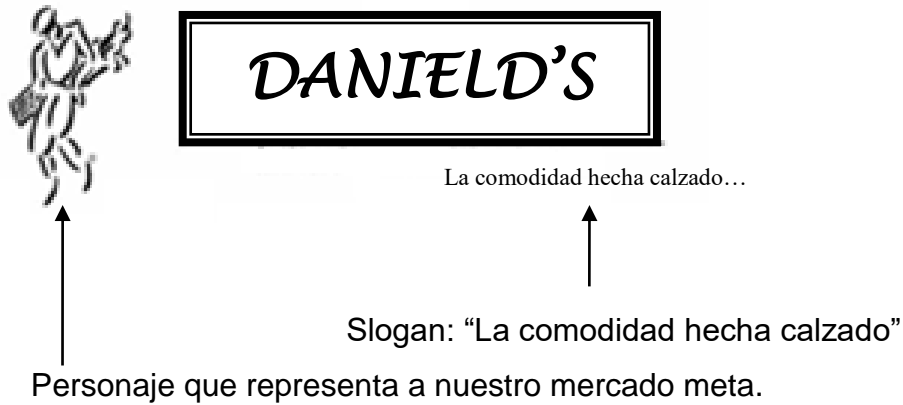 DANIELD’S
La comodidad hecha calzado…
Slogan: “La comodidad hecha calzado”
Personaje que representa a nuestro mercado meta.